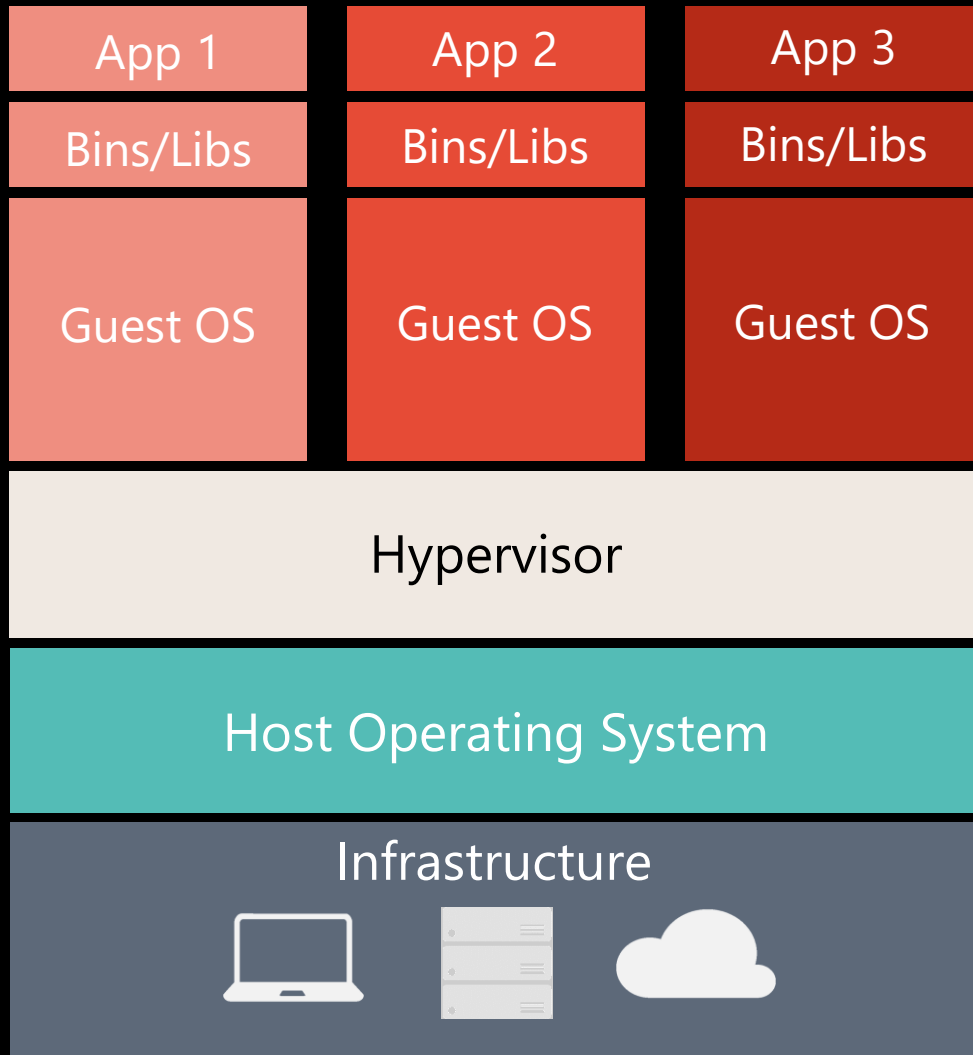 App 1
App 2
App 3
Bins/Libs
Bins/Libs
Bins/Libs
Guest OS
Guest OS
Guest OS
Hypervisor
Host Operating System
Infrastructure